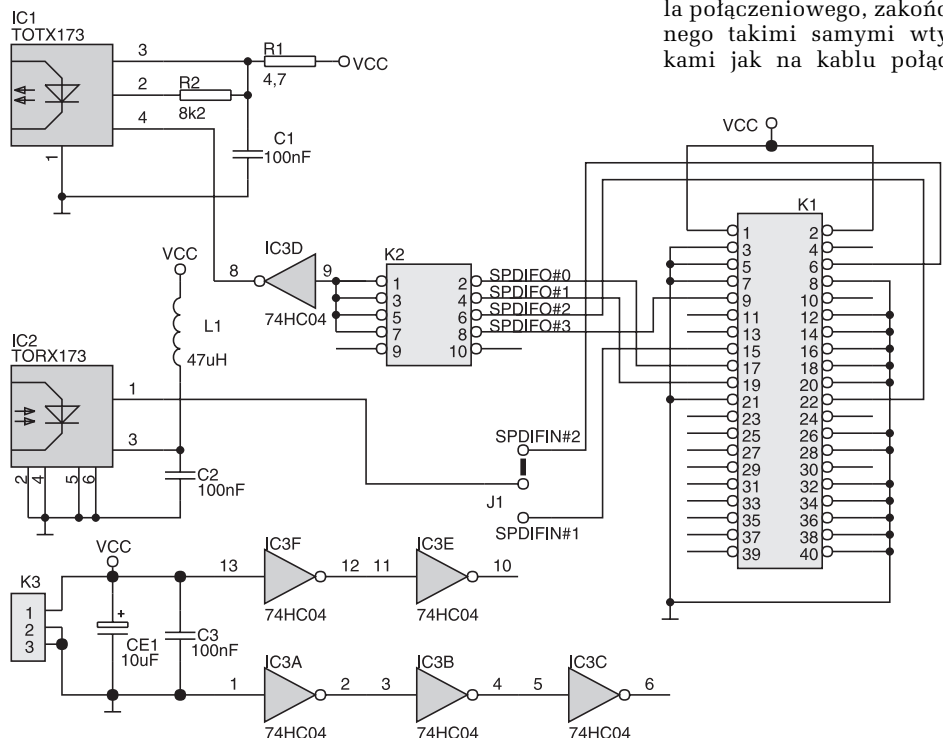 la połączeniowego, zakońc
nego takimi samymi wty
kami jak na kablu połąc
IC1
TOTX173
3
2
4
1
R1
4,7
VCC
R2
8k2
C1
100nF
VCC
K1
1 2
3 4
5 6
7 8
9 10
11 12
13 14
15 16
17 18
19 20
21 22
23 24
25 26
27 28
29 30
31 32
33 34
35 36
37 38
39 40
IC3D
8 9
74HC04
K2
1 2
3 4
5 6
7 8
9 10
SPDIFO#0
SPDIFO#1
SPDIFO#2
SPDIFO#3
VCC
L1
47uH
IC2
TORX173
1
3
2
4
5
6
C2
100nF
SPDIFIN#2
J1
SPDIFIN#1
K3
1
2
3
VCC
+
CE1
10uF
C3
100nF
IC3F
13 12
74HC04
IC3E
11 10
74HC04
IC3A
1 2
74HC04
IC3B
3 4
74HC04
IC3C
5 6
74HC04